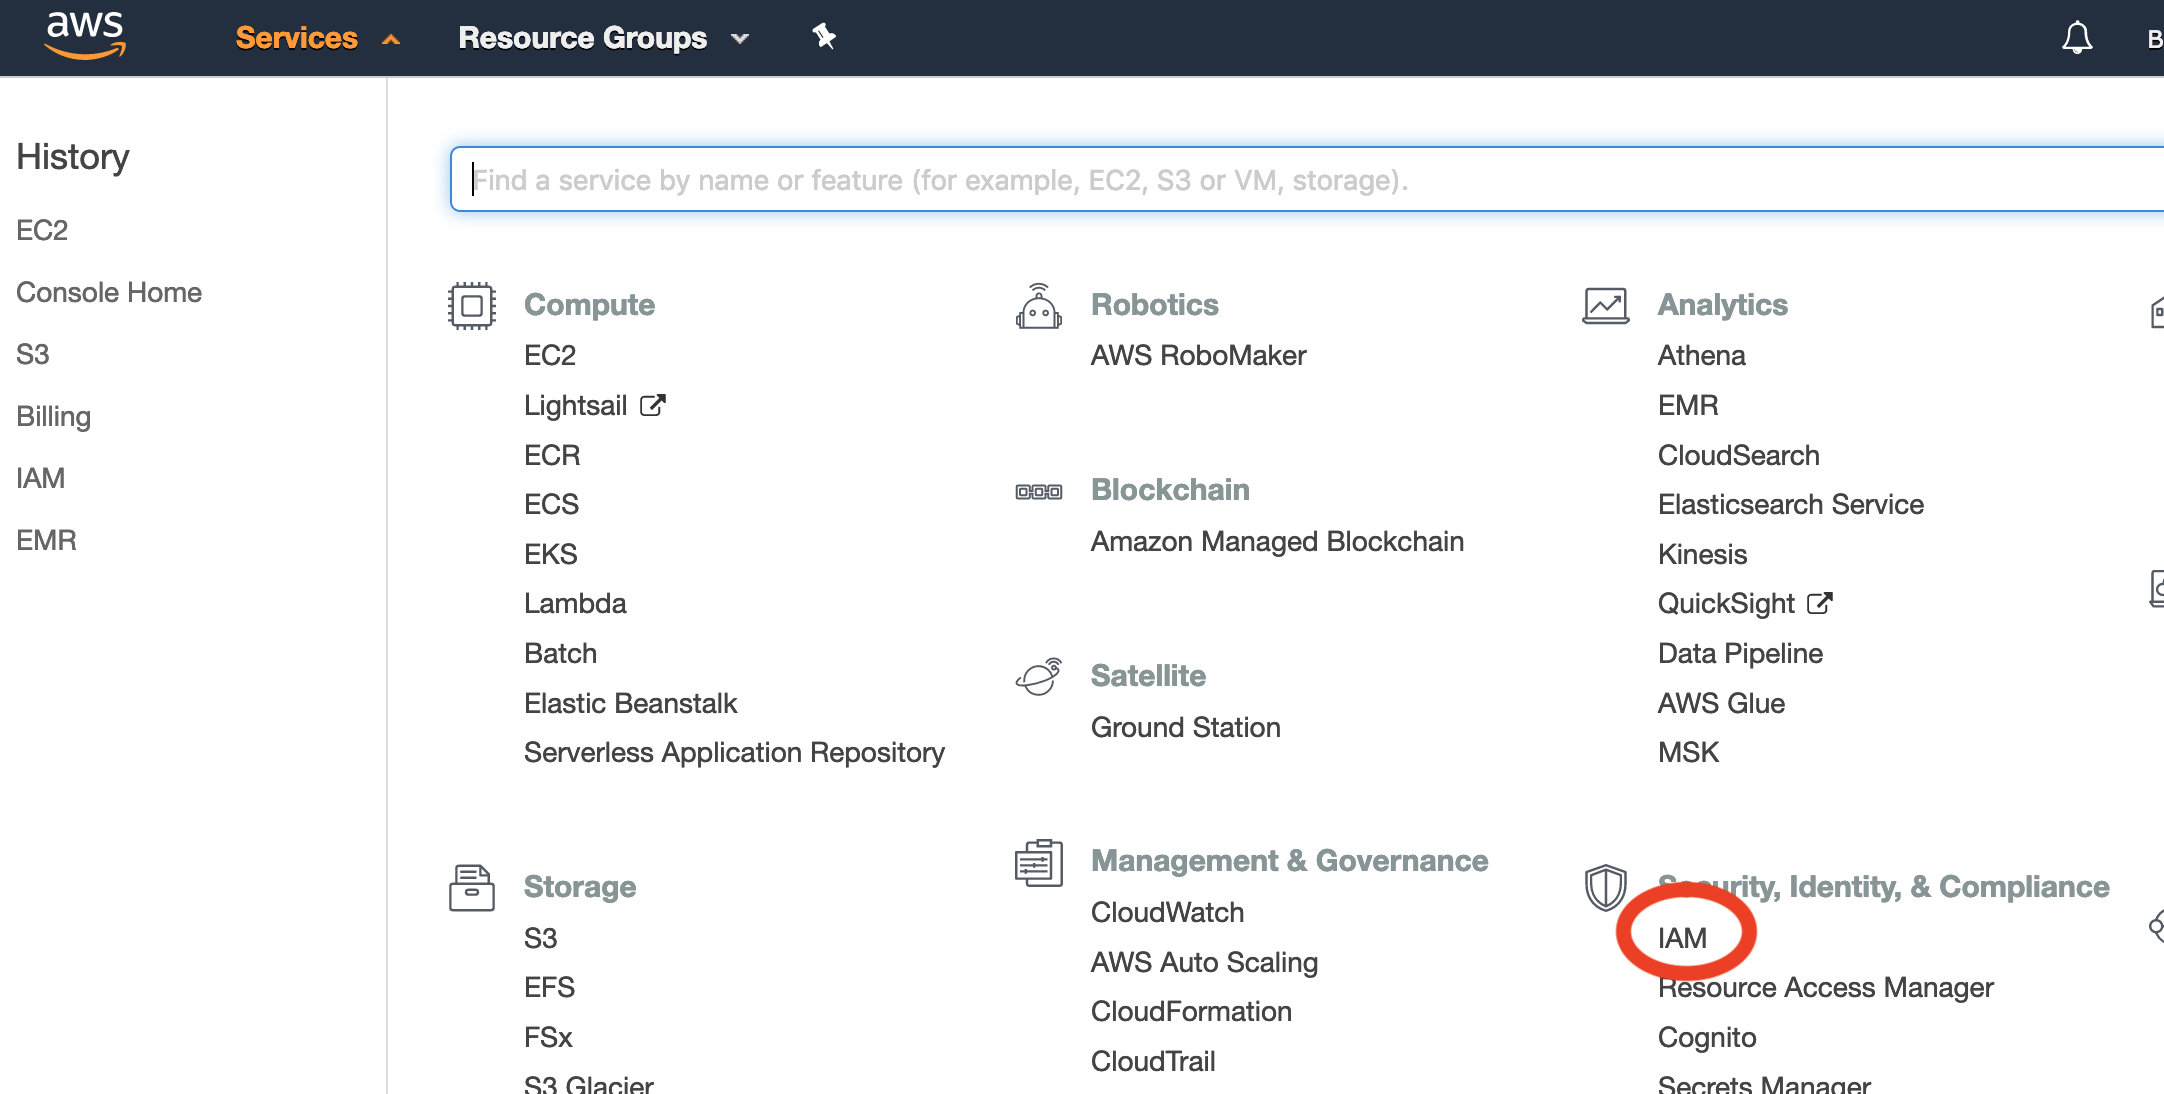 aws
Services
Resource Groups
B
History
EC2
Console Home
S3
Billing
IAM
EMR
Find a service by name or feature (for example, EC2, S3 or VM, storage).
Compute
EC2
Lightsail
ECR
ECS
EKS
Lambda
Batch
Elastic Beanstalk
Serverless Application Repository
Storage
S3
EFS
FSx
S3 Glacier
Robotics
AWS RoboMaker
Blockchain
Amazon Managed Blockchain
Satellite
Ground Station
Management & Governance
CloudWatch
AWS Auto Scaling
CloudFormation
CloudTrail
Analytics
Athena
EMR
CloudSearch
Elasticsearch Service
Kinesis
QuickSight
Data Pipeline
AWS Glue
MSK
Security, Identity, & Compliance
IAM
Resource Access Manager
Cognito
Secrets Manager